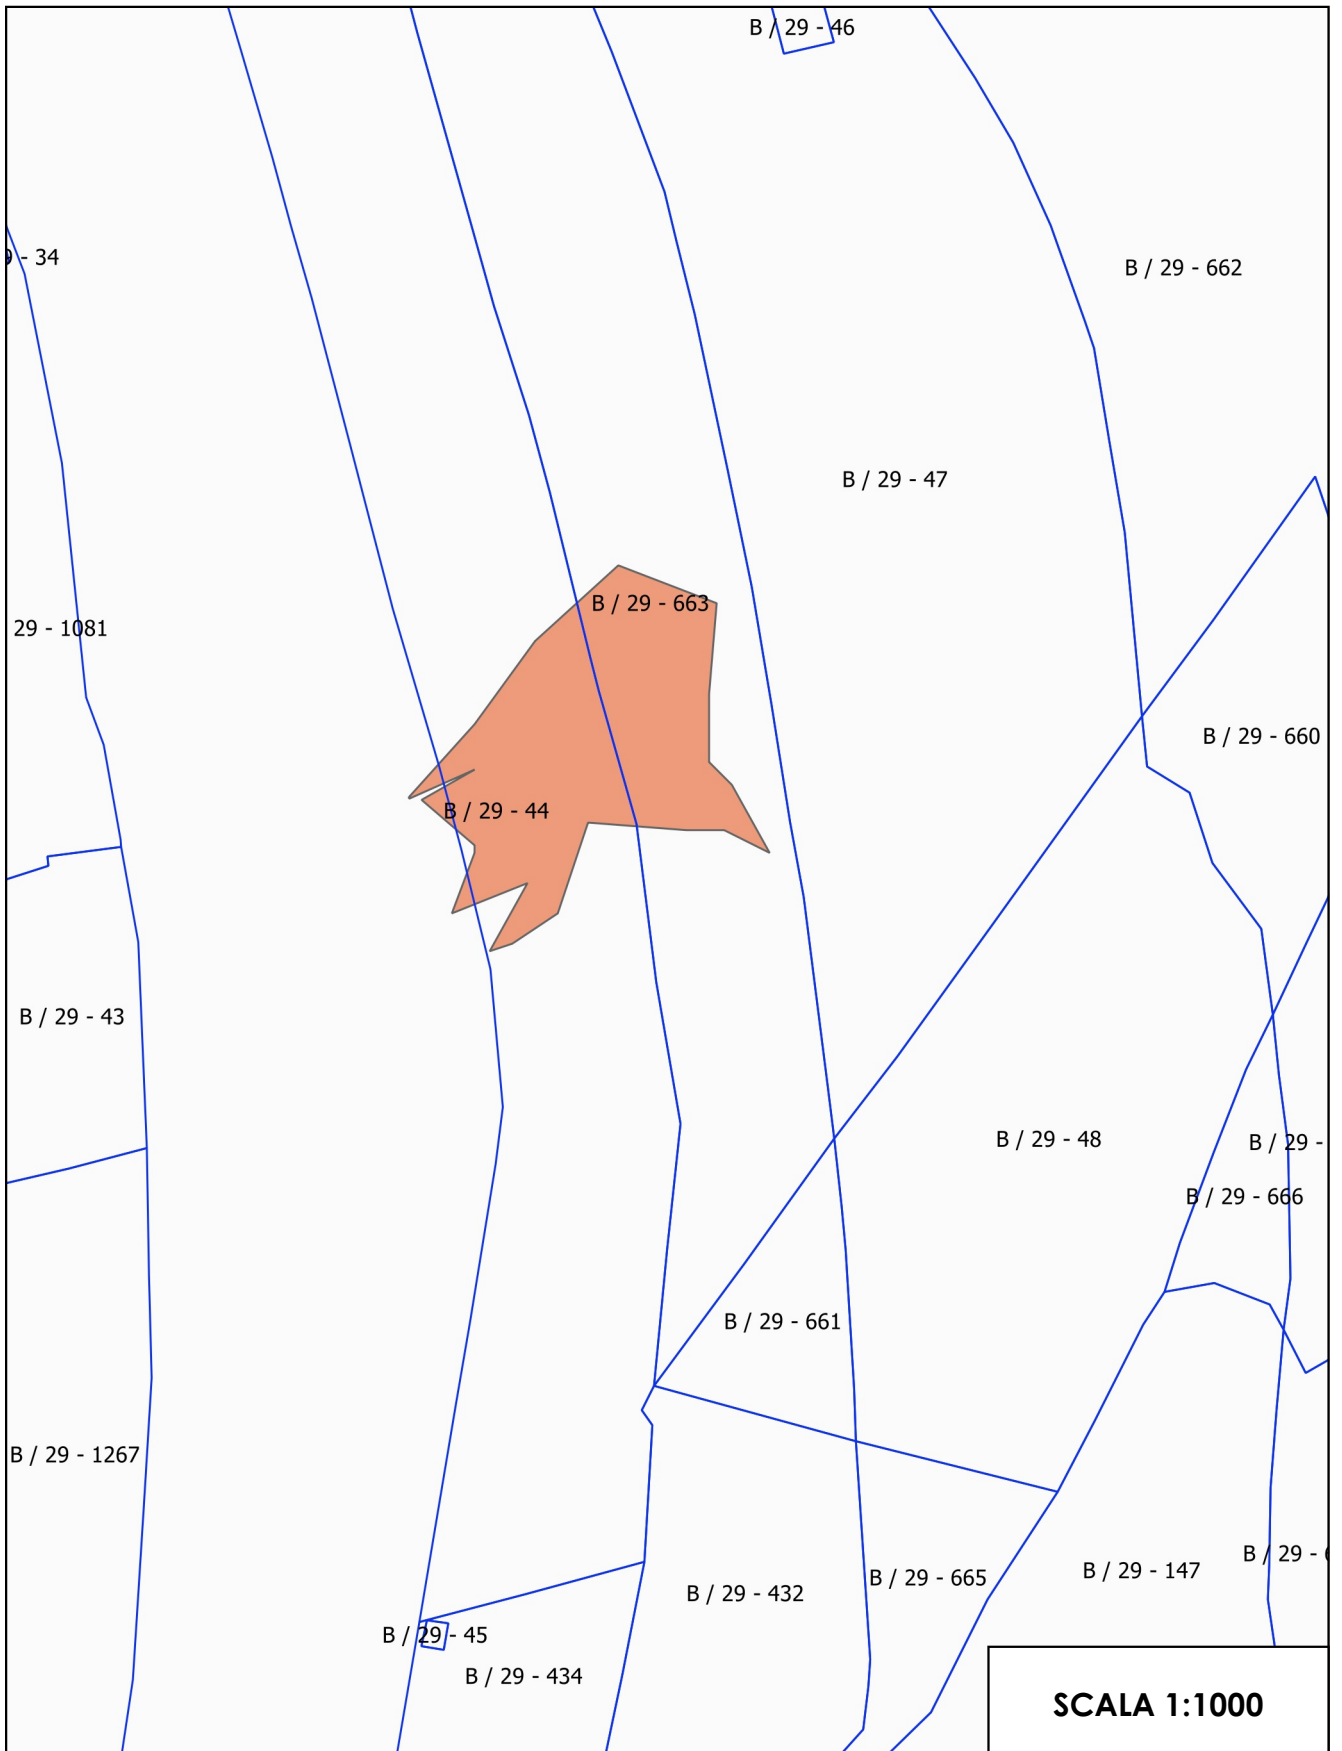 B / 29 - 46
9 - 34
B / 29 - 662
B / 29 - 47
B / 29 - 663
29 - 1081
B / 29 - 660
B / 29 - 44
B / 29 - 43
B / 29 - 48
B / 29 -
B / 29 - 666
B / 29 - 661
B / 29 - 1267
B / 29 -
B / 29 - 147
B / 29 - 665
B / 29 - 432
B / 29 - 45
B / 29 - 434
SCALA 1:1000